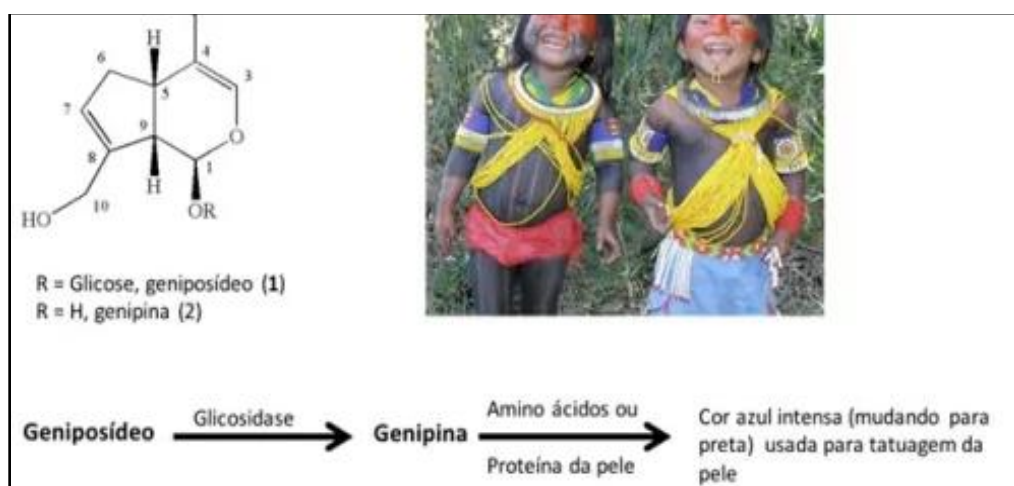 H
4
6
3
5
7
9
O
8
1
H
10
OR
HO
R = Glicose, geniposídeo (1)
R = H, genipina (2)
Geniposídeo
Glicosidase
Genipina
Amino ácidos ou
Proteína da pele
Cor azul intensa (mudando para
preta) usada para tatuagem da
pele